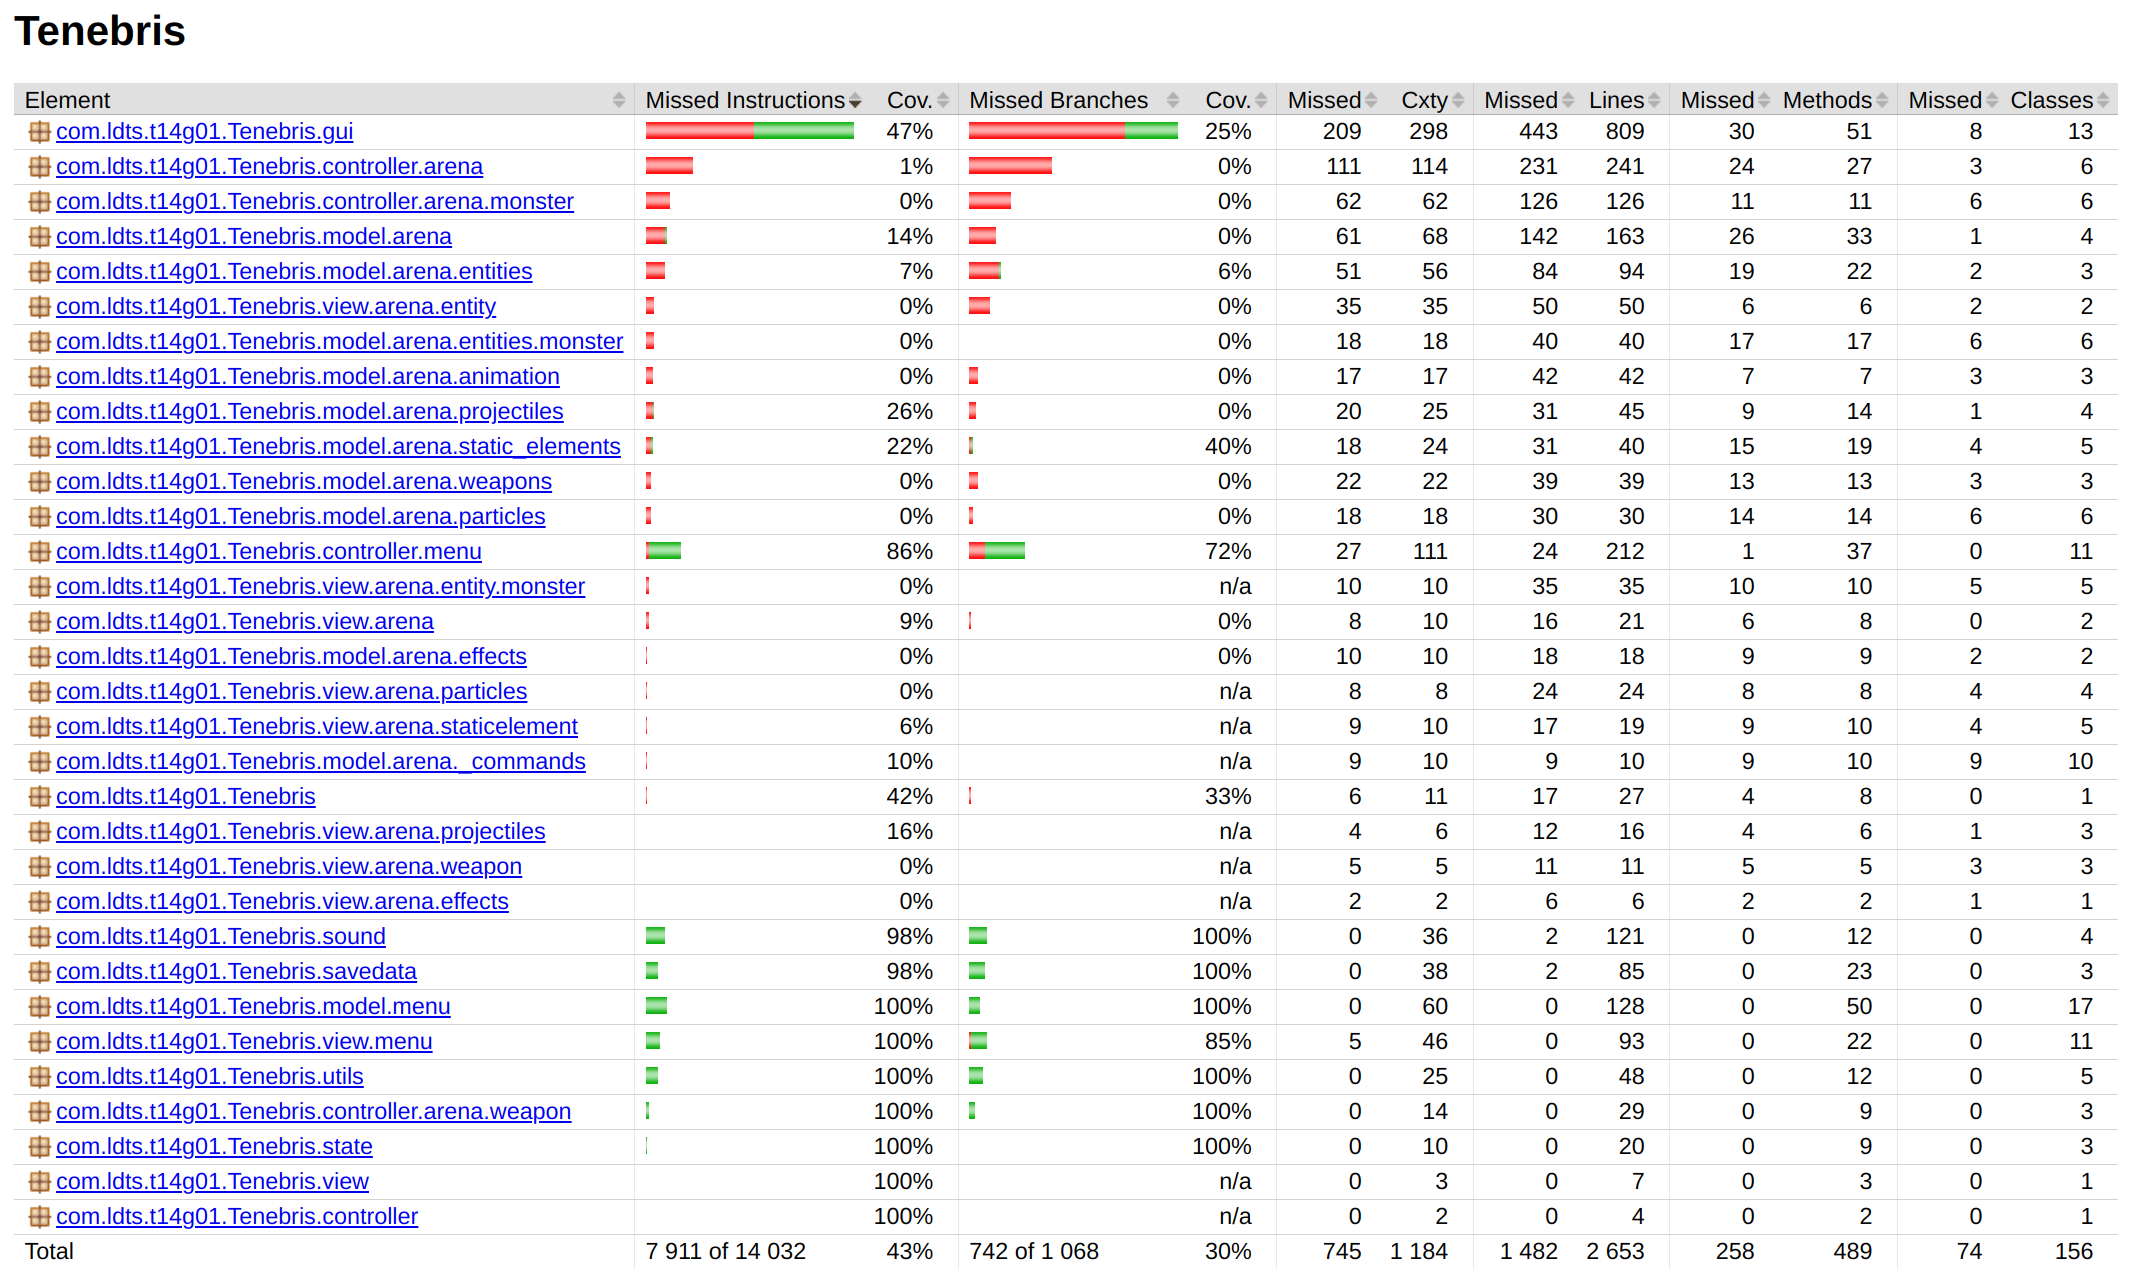 Tenebris
Element Missed Instructions Cov. Missed Branches Cov. Missed Cxty Missed Lines Missed Methods Missed Classes
com.ldts.t14g01.Tenebris.gui 47% 25% 209 298 443 809 30 51 8 13
com.ldts.t14g01.Tenebris.controller.arena 1% 0% 111 114 231 241 24 27 3 6
com.ldts.t14g01.Tenebris.controller.arena.monster 0% 0% 62 62 126 126 11 11 6 6
com.ldts.t14g01.Tenebris.model.arena 14% 0% 61 68 142 163 26 33 1 4
com.ldts.t14g01.Tenebris.model.arena.entities 7% 6% 51 56 84 94 19 22 2 3
com.ldts.t14g01.Tenebris.view.arena.entity 0% 0% 35 35 50 50 6 6 2 2
com.ldts.t14g01.Tenebris.model.arena.entities.monster 0% 0% 18 18 40 40 17 17 6 6
com.ldts.t14g01.Tenebris.model.arena.animation 0% 0% 17 17 42 42 7 7 3 3
com.ldts.t14g01.Tenebris.model.arena.projectiles 26% 0% 20 25 31 45 9 14 1 4
com.ldts.t14g01.Tenebris.model.arena.static_elements 22% 40% 18 24 31 40 15 19 4 5
com.ldts.t14g01.Tenebris.model.arena.weapons 0% 0% 22 22 39 39 13 13 3 3
com.ldts.t14g01.Tenebris.model.arena.particles 0% 0% 18 18 30 30 14 14 6 6
com.ldts.t14g01.Tenebris.controller.menu 86% 72% 27 111 24 212 1 37 0 11
com.ldts.t14g01.Tenebris.view.arena.entity.monster 0% n/a 10 10 35 35 10 10 5 5
com.ldts.t14g01.Tenebris.view.arena 9% 0% 8 10 16 21 6 8 0 2
com.ldts.t14g01.Tenebris.model.arena.effects 0% 0% 10 10 18 18 9 9 2 2
com.ldts.t14g01.Tenebris.view.arena.particles 0% n/a 8 8 24 24 8 8 4 4
com.ldts.t14g01.Tenebris.view.arena.staticelement 6% n/a 9 10 17 19 9 10 4 5
com.ldts.t14g01.Tenebris.model.arena._commands 10% n/a 9 10 9 10 9 10 9 10
com.ldts.t14g01.Tenebris 42% 33% 6 11 17 27 4 8 0 1
com.ldts.t14g01.Tenebris.view.arena.projectiles 16% n/a 4 6 12 16 4 6 1 3
com.ldts.t14g01.Tenebris.view.arena.weapon 0% n/a 5 5 11 11 5 5 3 3
com.ldts.t14g01.Tenebris.view.arena.effects 0% n/a 2 2 6 6 2 2 1 1
com.ldts.t14g01.Tenebris.sound 98% 100% 0 36 2 121 0 12 0 4
com.ldts.t14g01.Tenebris.savedata 98% 100% 0 38 2 85 0 23 0 3
com.ldts.t14g01.Tenebris.model.menu 100% 100% 0 60 0 128 0 50 0 17
com.ldts.t14g01.Tenebris.view.menu 100% 85% 5 46 0 93 0 22 0 11
com.ldts.t14g01.Tenebris.utils 100% 100% 0 25 0 48 0 12 0 5
com.ldts.t14g01.Tenebris.controller.arena.weapon 100% 100% 0 14 0 29 0 9 0 3
com.ldts.t14g01.Tenebris.state 100% 100% 0 10 0 20 0 9 0 3
com.ldts.t14g01.Tenebris.view 100% n/a 0 3 0 7 0 3 0 1
com.ldts.t14g01.Tenebris.controller 100% n/a 0 2 0 4 0 2 0 1
Total 7 911 of 14 032 43% 742 of 1 068 30% 745 1 184 1 482 2 653 258 489 74 156